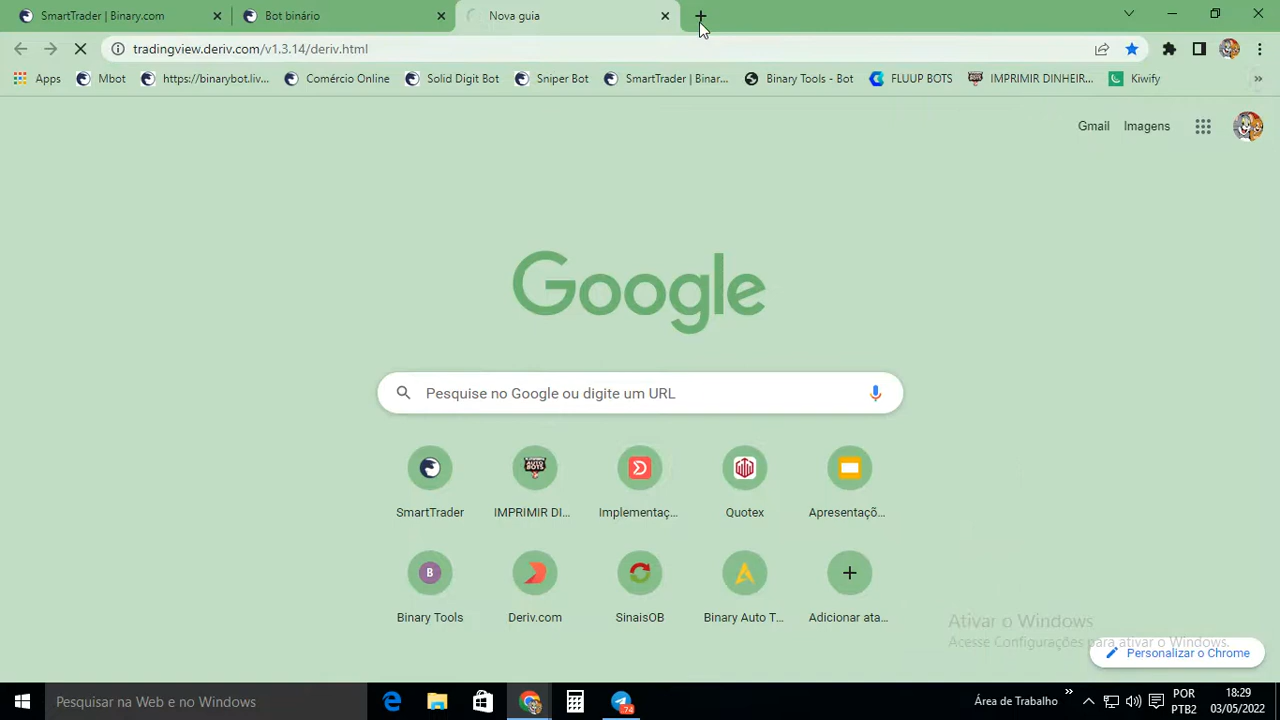 SmartTrader | Binary.com
Bot binário
Nova guia
tradingview.deriv.com/v1.3.14/deriv.html
Apps
Mbot
https://binarybot.liv...
Comércio Online
Solid Digit Bot
Sniper Bot
SmartTrader | Binar...
Binary Tools - Bot
FLUUP BOTS
IMPRIMIR DINHEIR...
Kiwify
»
Gmail
Imagens
Google
Pesquise no Google ou digite um URL
SmartTrader
IMPRIMIR DI...
Implementaç...
Quotex
Apresentaçõ...
B
Binary Tools
Deriv.com
SinaisOB
Binary Auto T...
Adicionar ata...
Ativar o Windows
Acesse Configurações para ativar o Windows.
Personalizar o Chrome
Pesquisar na Web e no Windows
74
Área de Trabalho
»
POR
PTB2
18:29
03/05/2022